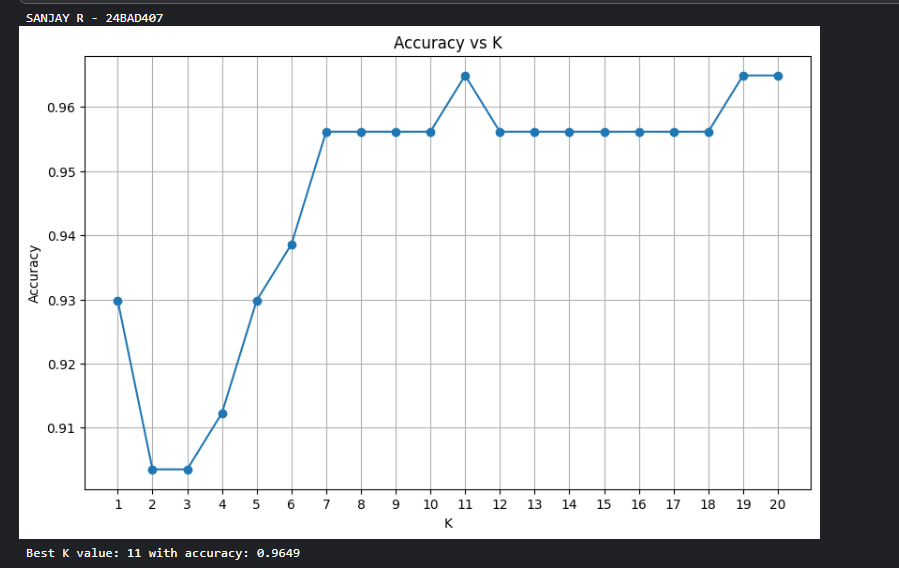 SANJAY R - 24BAD407
Accuracy vs K
0.96
0.95
0.94
0.93
0.92
0.91
Accuracy
1 2 3 4 5 6 7 8 9 10 11 12 13 14 15 16 17 18 19 20
K
Best K value: 11 with accuracy: 0.9649